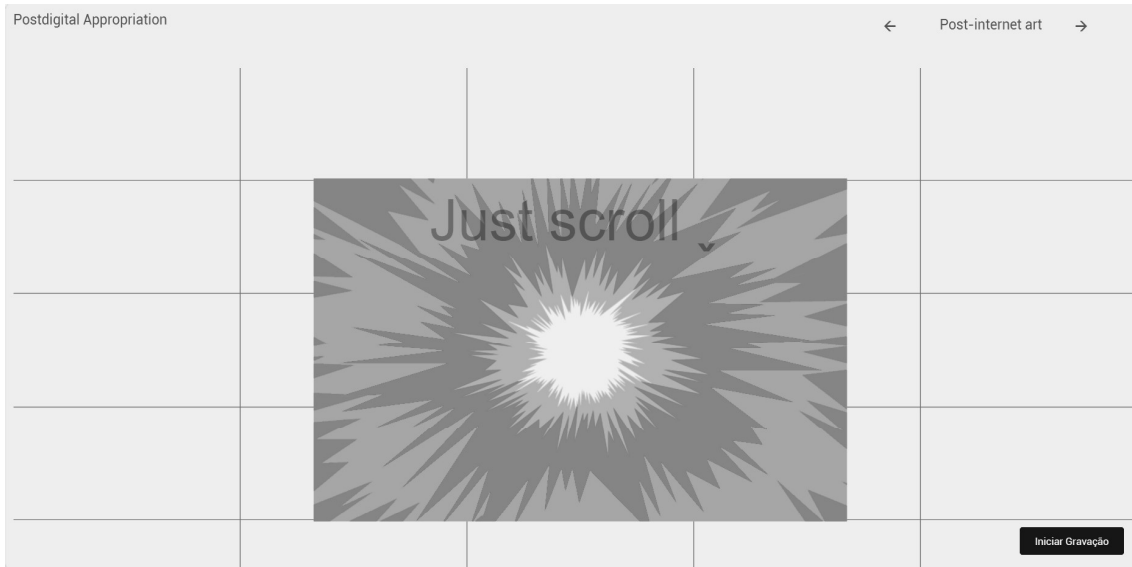 Postdigital Appropriation
← Post-internet art →
Just scroll ⌄
Iniciar Gravação